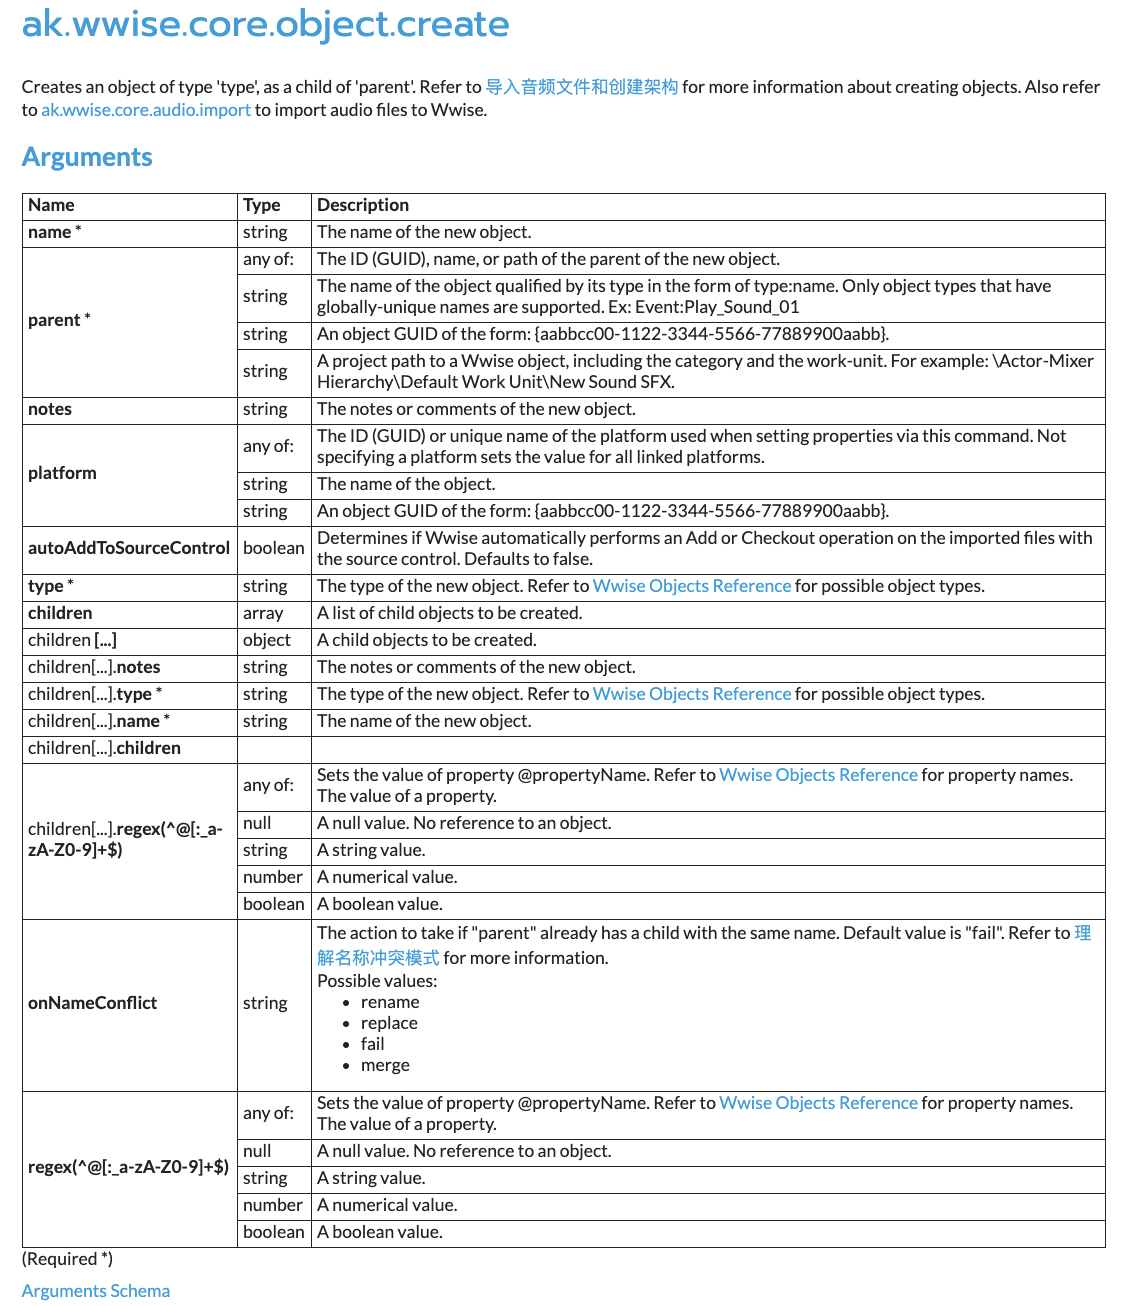 ak.wwise.core.object.create
Creates an object of type 'type', as a child of 'parent'. Refer to 导入音频文件和创建架构 for more information about creating objects. Also refer
to ak.wwise.core.audio.import to import audio files to Wwise.
Arguments
Name Type Description
name * string The name of the new object.
parent *
any of: The ID (GUID), name, or path of the parent of the new object.
string
The name of the object qualified by its type in the form of type:name. Only object types that have
globally-unique names are supported. Ex: Event:Play_Sound_01
string An object GUID of the form: {aabbcc00-1122-3344-5566-77889900aabb}.
string
A project path to a Wwise object, including the category and the work-unit. For example: \Actor-Mixer
Hierarchy\Default Work Unit\New Sound SFX.
notes string The notes or comments of the new object.
platform
any of:
The ID (GUID) or unique name of the platform used when setting properties via this command. Not
specifying a platform sets the value for all linked platforms.
string The name of the object.
string An object GUID of the form: {aabbcc00-1122-3344-5566-77889900aabb}.
autoAddToSourceControl boolean
Determines if Wwise automatically performs an Add or Checkout operation on the imported files with
the source control. Defaults to false.
type * string The type of the new object. Refer to Wwise Objects Reference for possible object types.
children array A list of child objects to be created.
children [...] object A child objects to be created.
children[...].notes string The notes or comments of the new object.
children[...].type * string The type of the new object. Refer to Wwise Objects Reference for possible object types.
children[...].name * string The name of the new object.
children[...].children
children[...].regex(^@[:_a-
zA-Z0-9]+$)
any of:
Sets the value of property @propertyName. Refer to Wwise Objects Reference for property names.
The value of a property.
null A null value. No reference to an object.
string A string value.
number A numerical value.
boolean A boolean value.
onNameConflict string
The action to take if "parent" already has a child with the same name. Default value is "fail". Refer to 理
解名称冲突模式 for more information.
Possible values:
• rename
• replace
• fail
• merge
regex(^@[:_a-zA-Z0-9]+$)
any of:
Sets the value of property @propertyName. Refer to Wwise Objects Reference for property names.
The value of a property.
null A null value. No reference to an object.
string A string value.
number A numerical value.
boolean A boolean value.
(Required *)
Arguments Schema